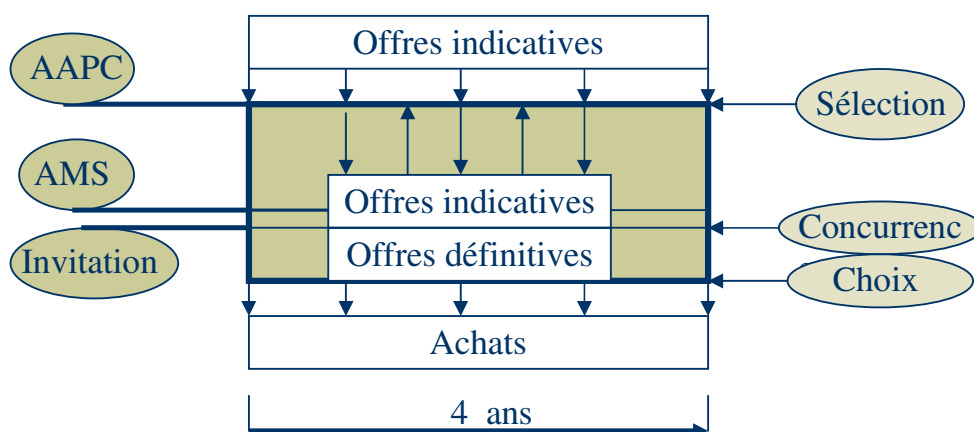 Offres indicatives
AAPC
Sélection
AMS
Offres indicatives
Concurrenc
Invitation
Offres définitives
Choix
Achats
4 ans